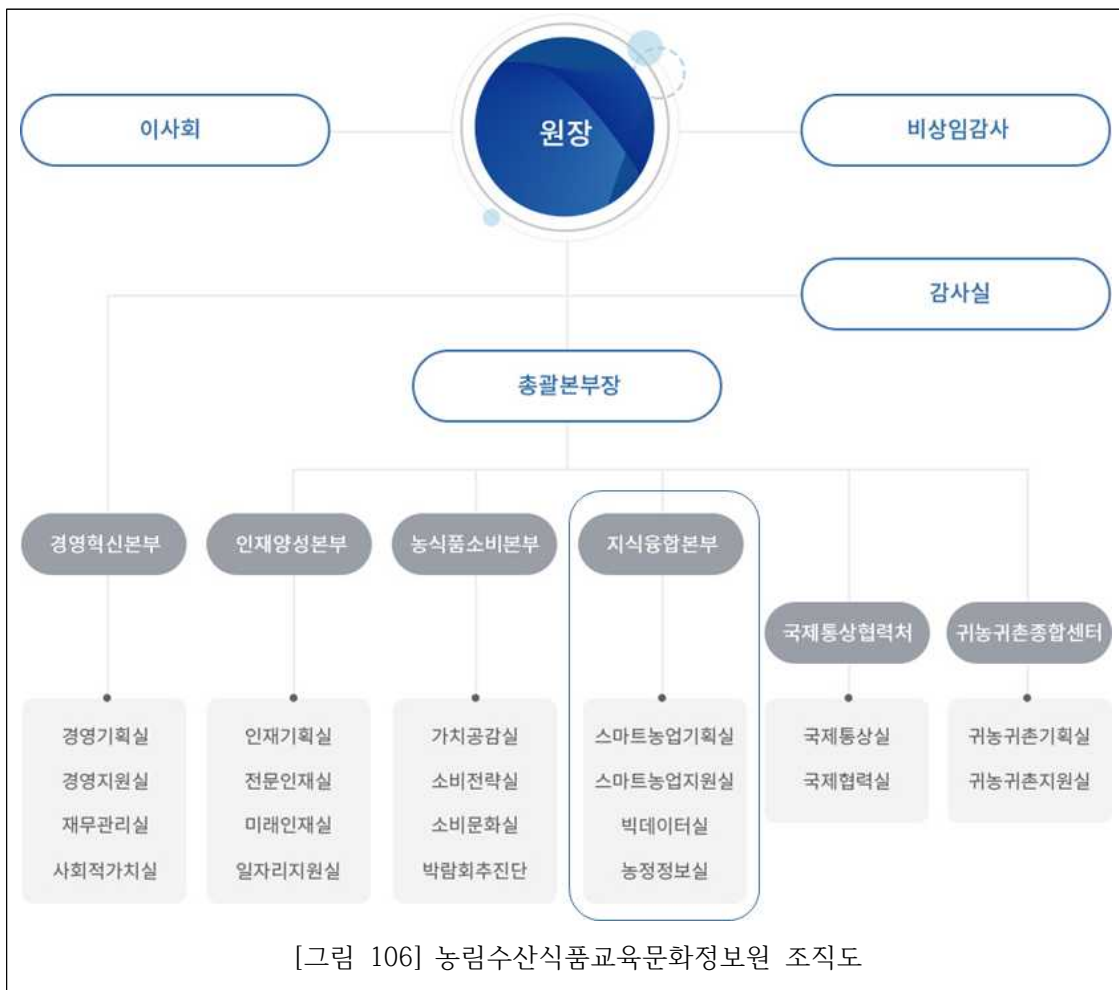 원장
이사회
비상임감사
감사실
총괄본부장
경영혁신본부
인재양성본부
농식품소비본부
지식융합본부
국제통상협력처
귀농귀촌종합센터
경영기획실
경영지원실
재무관리실
사회적가치실
인재기획실
전문인재실
미래인재실
일자리지원실
가치공감실
소비전략실
소비문화실
박람회추진단
스마트농업기획실
스마트농업지원실
빅데이터실
농정정보실
국제통상실
국제협력실
귀농귀촌기획실
귀농귀촌지원실
[그림 106] 농림수산식품교육문화정보원 조직도